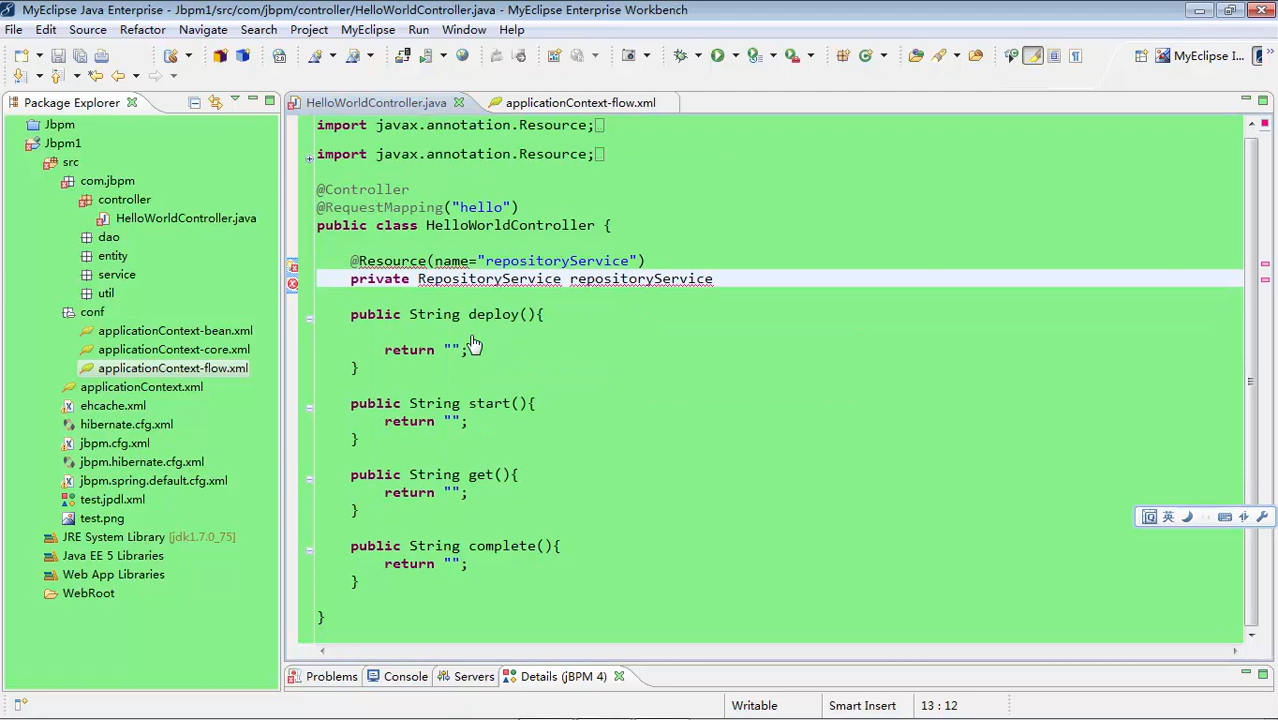 MyEclipse Java Enterprise - Jbpm1/src/com/jbpm/controller/HelloWorldController.java - MyEclipse Enterprise Workbench
File Edit Source Refactor Navigate Search Project MyEclipse Run Window Help
MyEclipse I...
Package Explorer
HelloWorldController.java
applicationContext-flow.xml
Jbpm
Jbpm1
src
com.jbpm
controller
HelloWorldController.java
dao
entity
service
util
conf
applicationContext-bean.xml
applicationContext-core.xml
applicationContext-flow.xml
applicationContext.xml
ehcache.xml
hibernate.cfg.xml
jbpm.cfg.xml
jbpm.hibernate.cfg.xml
jbpm.spring.default.cfg.xml
test.jpdl.xml
test.png
JRE System Library [jdk1.7.0_75]
Java EE 5 Libraries
Web App Libraries
WebRoot
import javax.annotation.Resource;
import javax.annotation.Resource;
@Controller
@RequestMapping("hello")
public class HelloWorldController {
@Resource(name="repositoryService")
private RepositoryService repositoryService
public String deploy(){
return "";
}
public String start(){
return "";
}
public String get(){
return "";
}
public String complete(){
return "";
}
}
英
Problems Console Servers Details (jBPM 4)
Writable Smart Insert 13 : 12